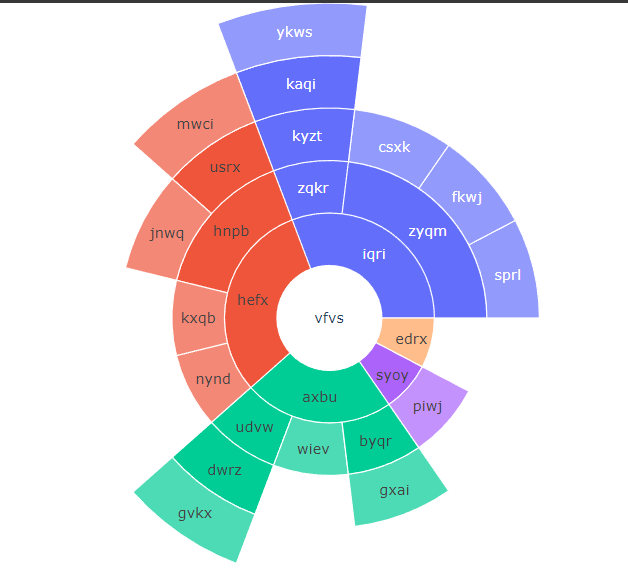 ykws
kaqi
mwci
kyzt
csxk
usrx
zqkr
fkwj
jnwq
hnpb
zyqm
iqri
sprl
hefx
kxqb
vfvs
edrx
syoy
nynd
axbu
piwj
udvw
byqr
wiev
dwrz
gxai
gvkx